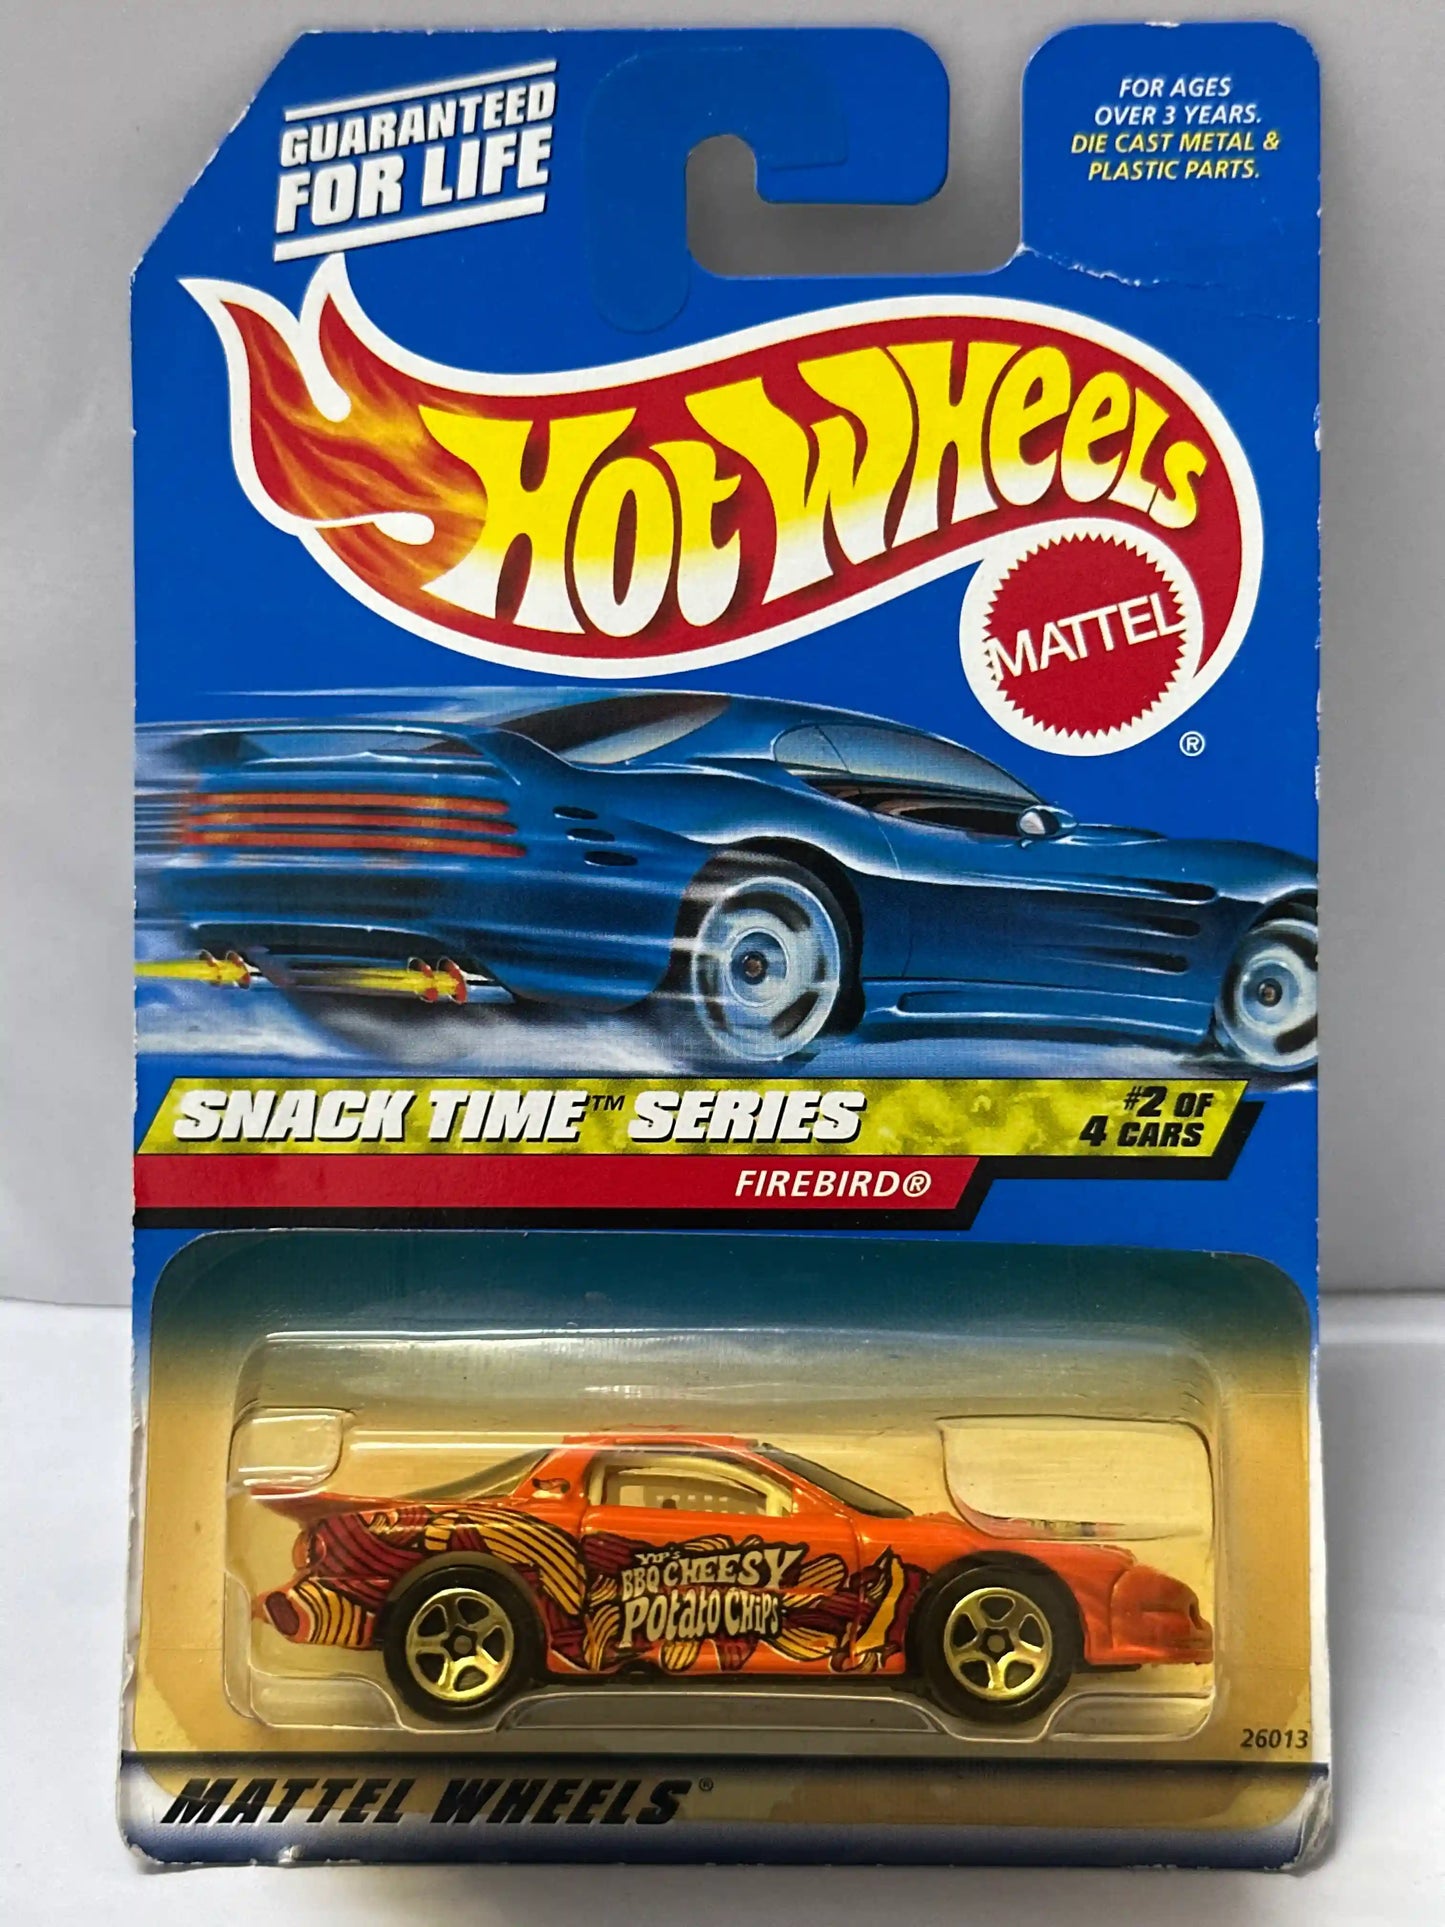 GUARANTEED
FOR LIFE
FOR AGES
OVER 3 YEARS.
DIE CAST METAL &
PLASTIC PARTS.
HOT WHEELS
MATTEL
®
SNACK TIME™ SERIES
#2 OF
4 CARS
FIREBIRD®
YIP's
BBQ CHEESY
Potato CHiPs
26013
MATTEL WHEELS®